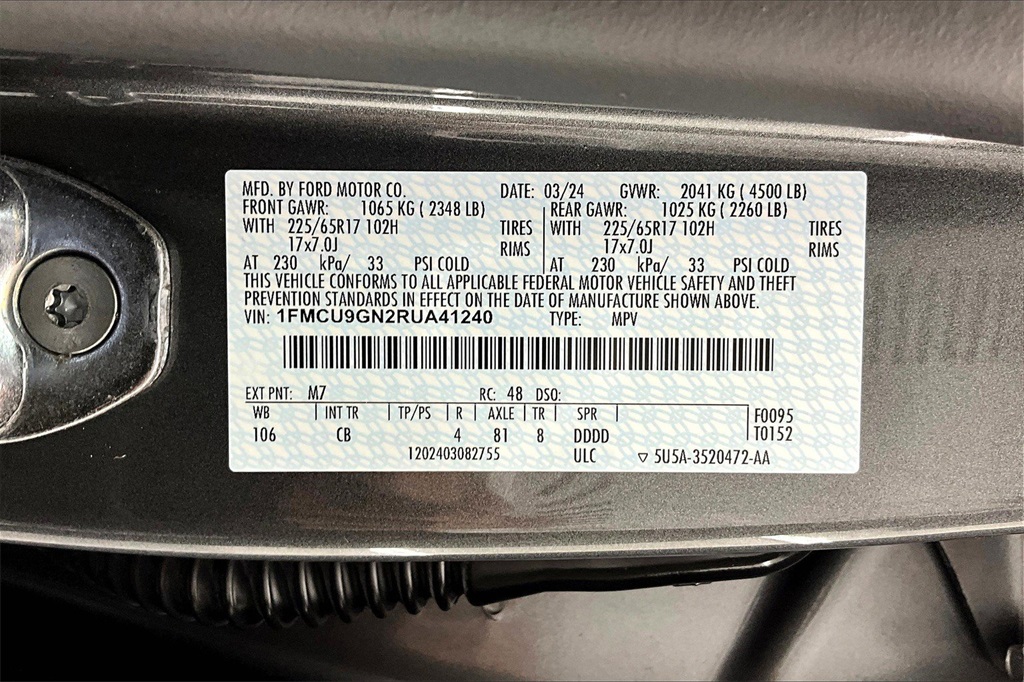 MFD. BY FORD MOTOR CO. DATE: 03/24 GVWR: 2041 KG ( 4500 LB)
FRONT GAWR: 1065 KG ( 2348 LB) REAR GAWR: 1025 KG ( 2260 LB)
WITH 225/65R17 102H TIRES WITH 225/65R17 102H TIRES
17x7.0J RIMS 17x7.0J RIMS
AT 230 kPa/ 33 PSI COLD AT 230 kPa/ 33 PSI COLD
THIS VEHICLE CONFORMS TO ALL APPLICABLE FEDERAL MOTOR VEHICLE SAFETY AND THEFT
PREVENTION STANDARDS IN EFFECT ON THE DATE OF MANUFACTURE SHOWN ABOVE.
VIN: 1FMCU9GN2RUA41240 TYPE: MPV
EXT PNT: M7 RC: 48 DSO:
WB INT TR TP/PS R AXLE TR SPR F0095
106 CB 4 81 8 DDDD T0152
1202403082755 ULC ▽ 5U5A-3520472-AA